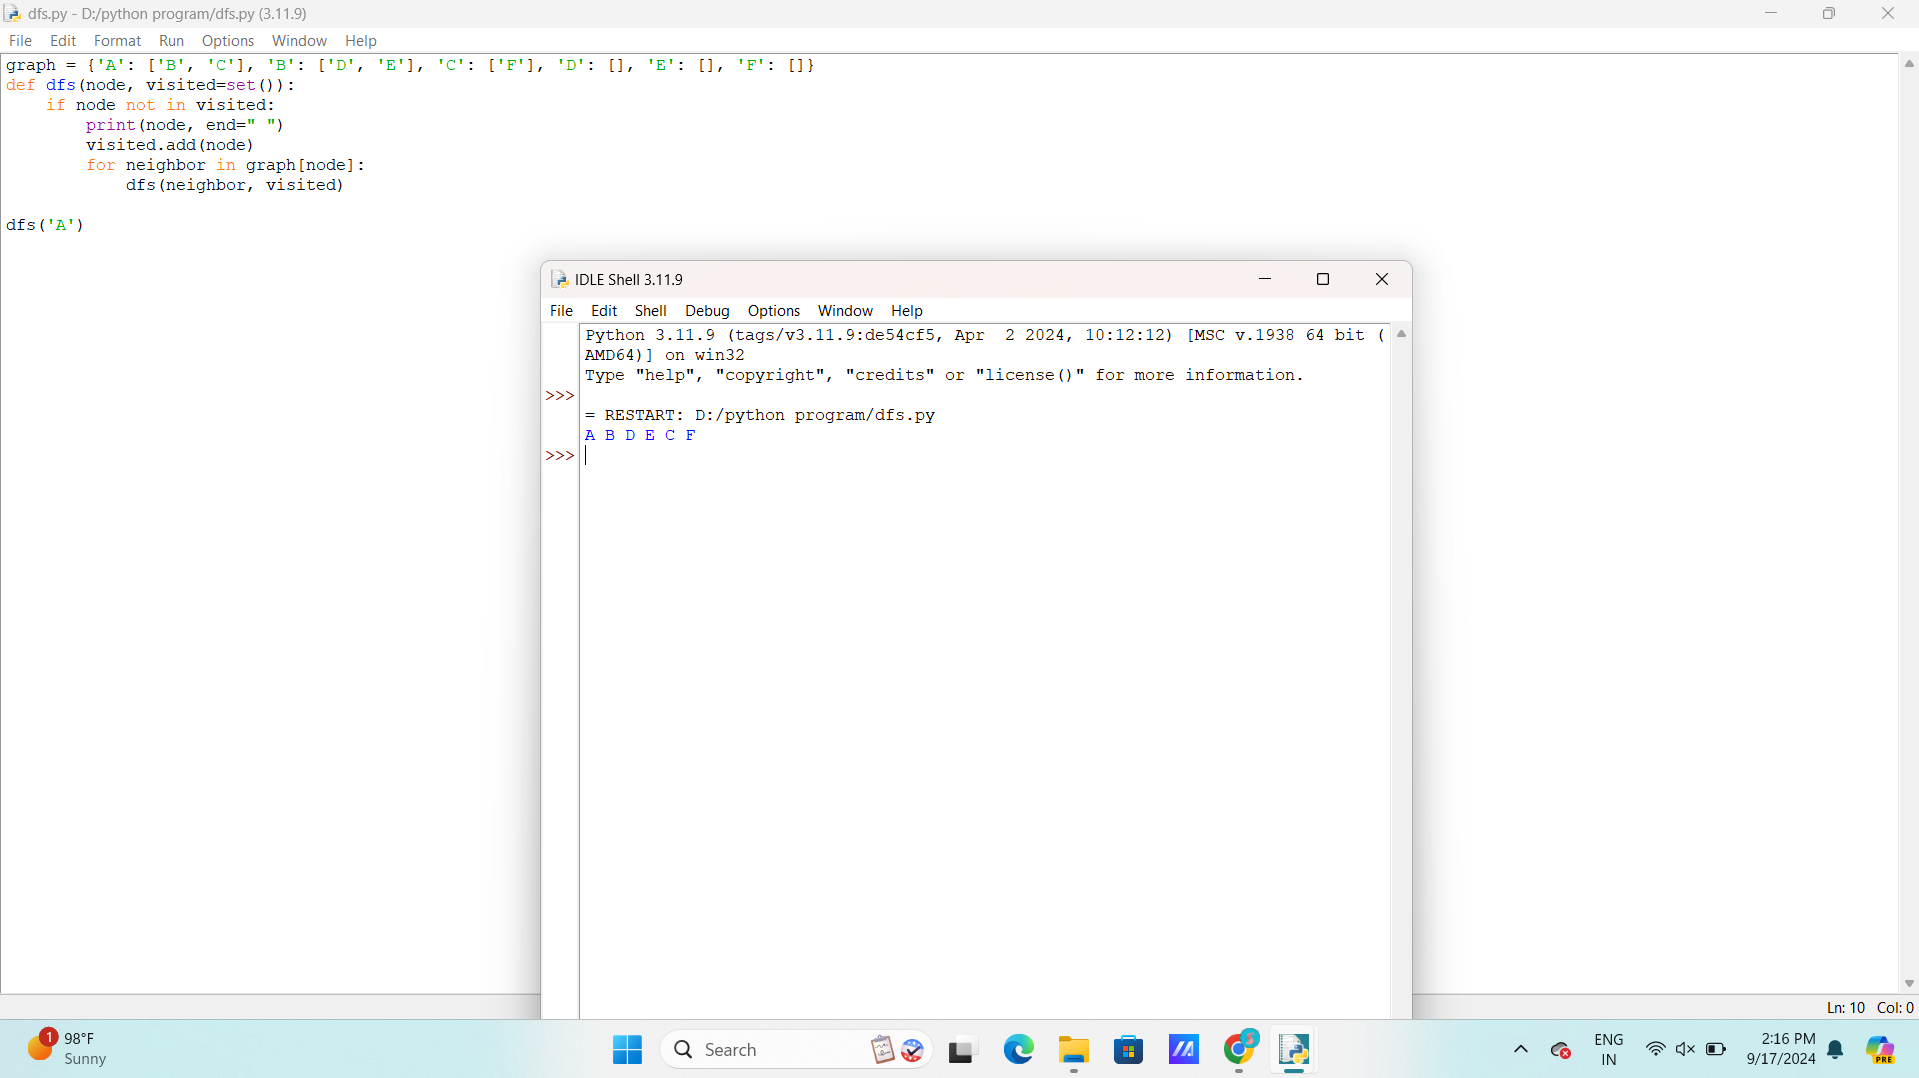 dfs.py - D:/python program/dfs.py (3.11.9)
File Edit Format Run Options Window Help
graph = {'A': ['B', 'C'], 'B': ['D', 'E'], 'C': ['F'], 'D': [], 'E': [], 'F': []}
def dfs(node, visited=set()):
    if node not in visited:
        print(node, end=" ")
        visited.add(node)
        for neighbor in graph[node]:
            dfs(neighbor, visited)
dfs('A')
IDLE Shell 3.11.9
File Edit Shell Debug Options Window Help
Python 3.11.9 (tags/v3.11.9:de54cf5, Apr  2 2024, 10:12:12) [MSC v.1938 64 bit (
AMD64)] on win32
Type "help", "copyright", "credits" or "license()" for more information.
>>>
= RESTART: D:/python program/dfs.py
A B D E C F
>>>
Ln: 10 Col: 0
1
98°F
Sunny
Search
5
ENG
IN
2:16 PM
9/17/2024
PRE